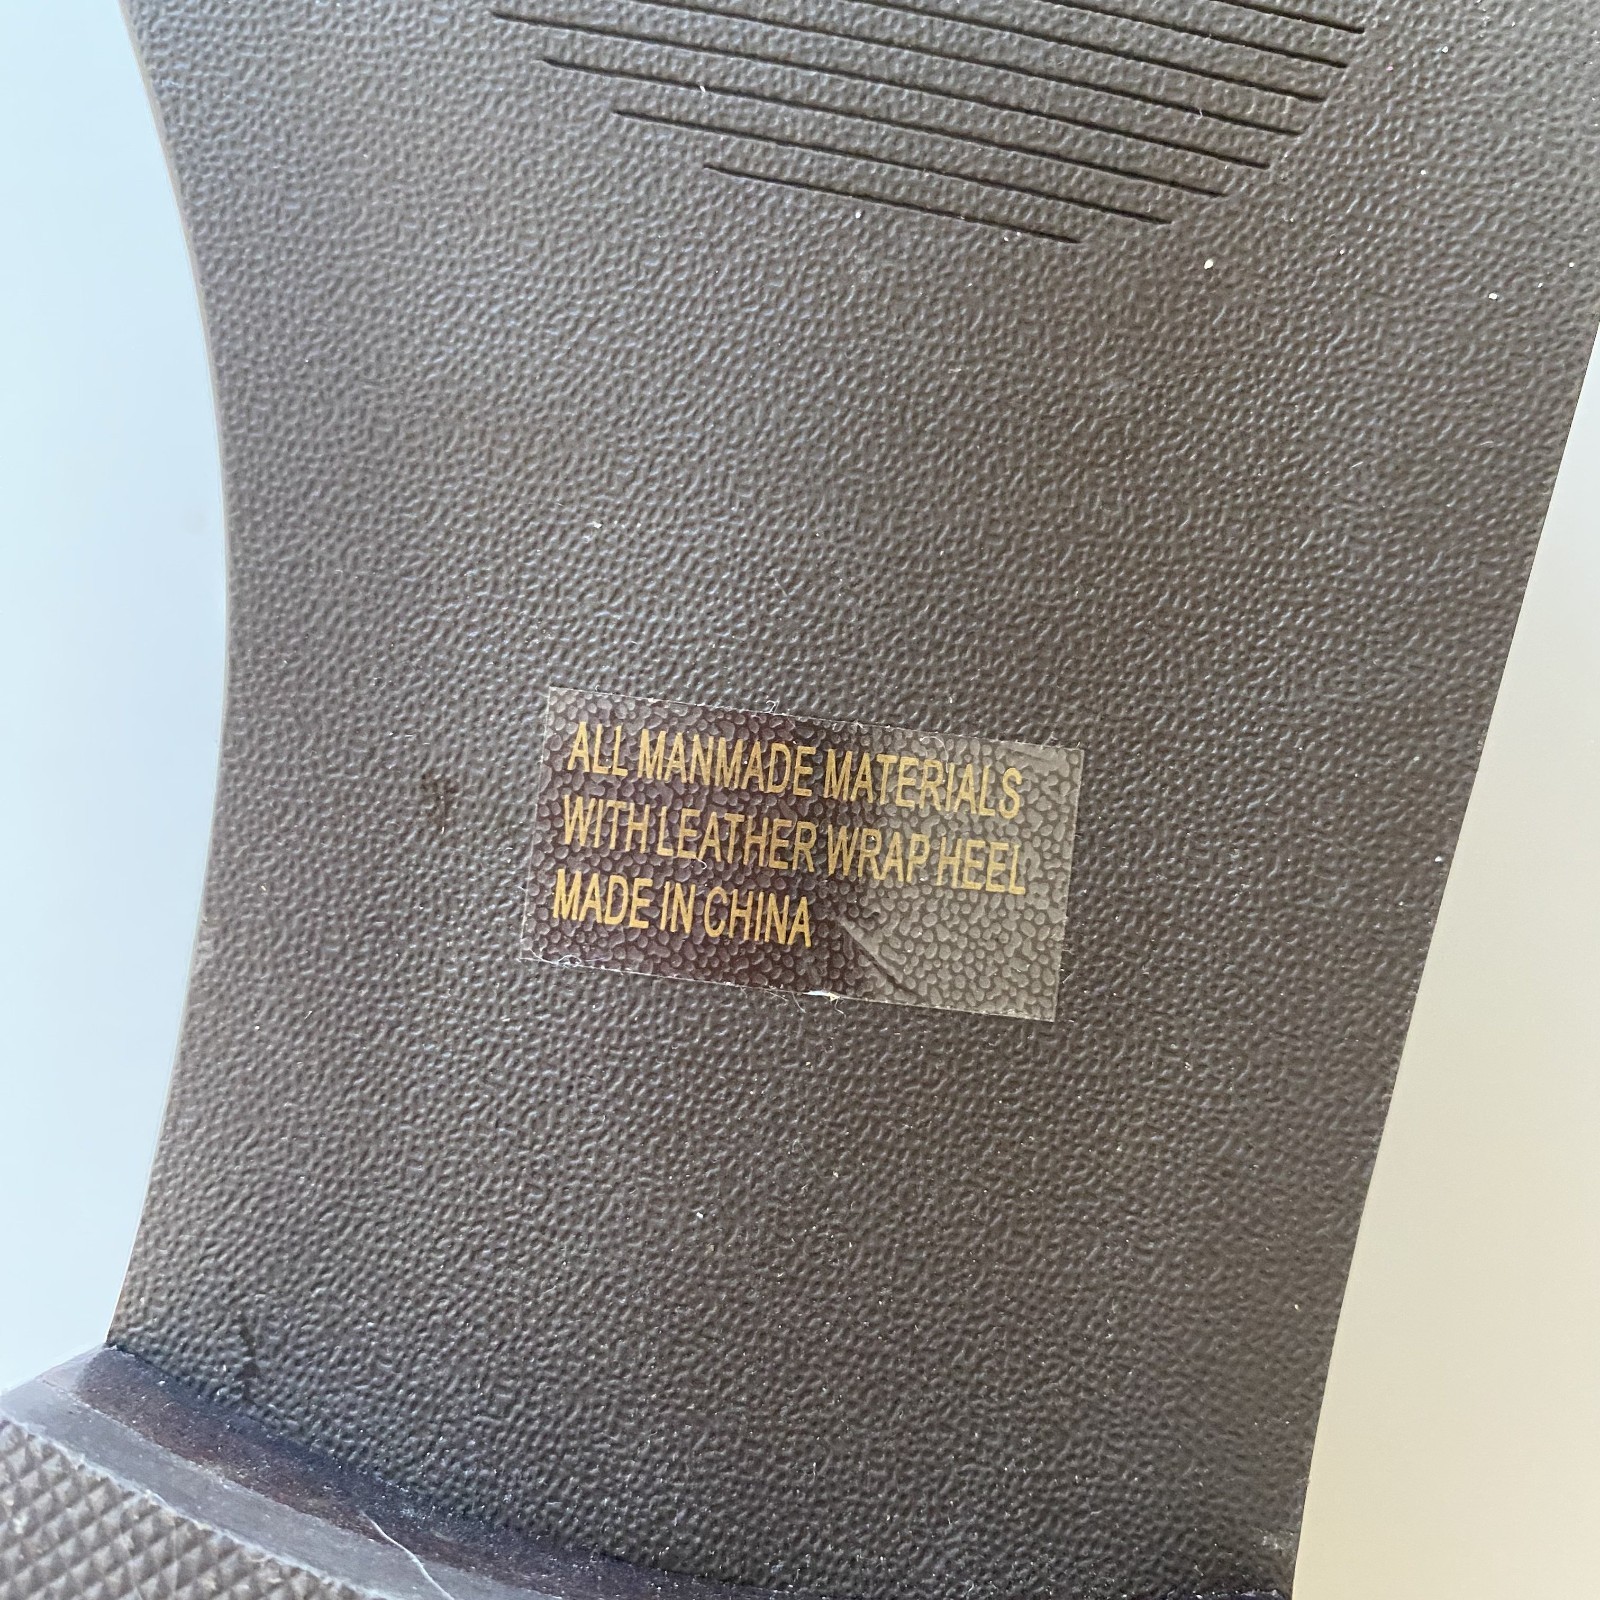 ALL MANMADE MATERIALS
WITH LEATHER WRAP HEEL
MADE IN CHINA